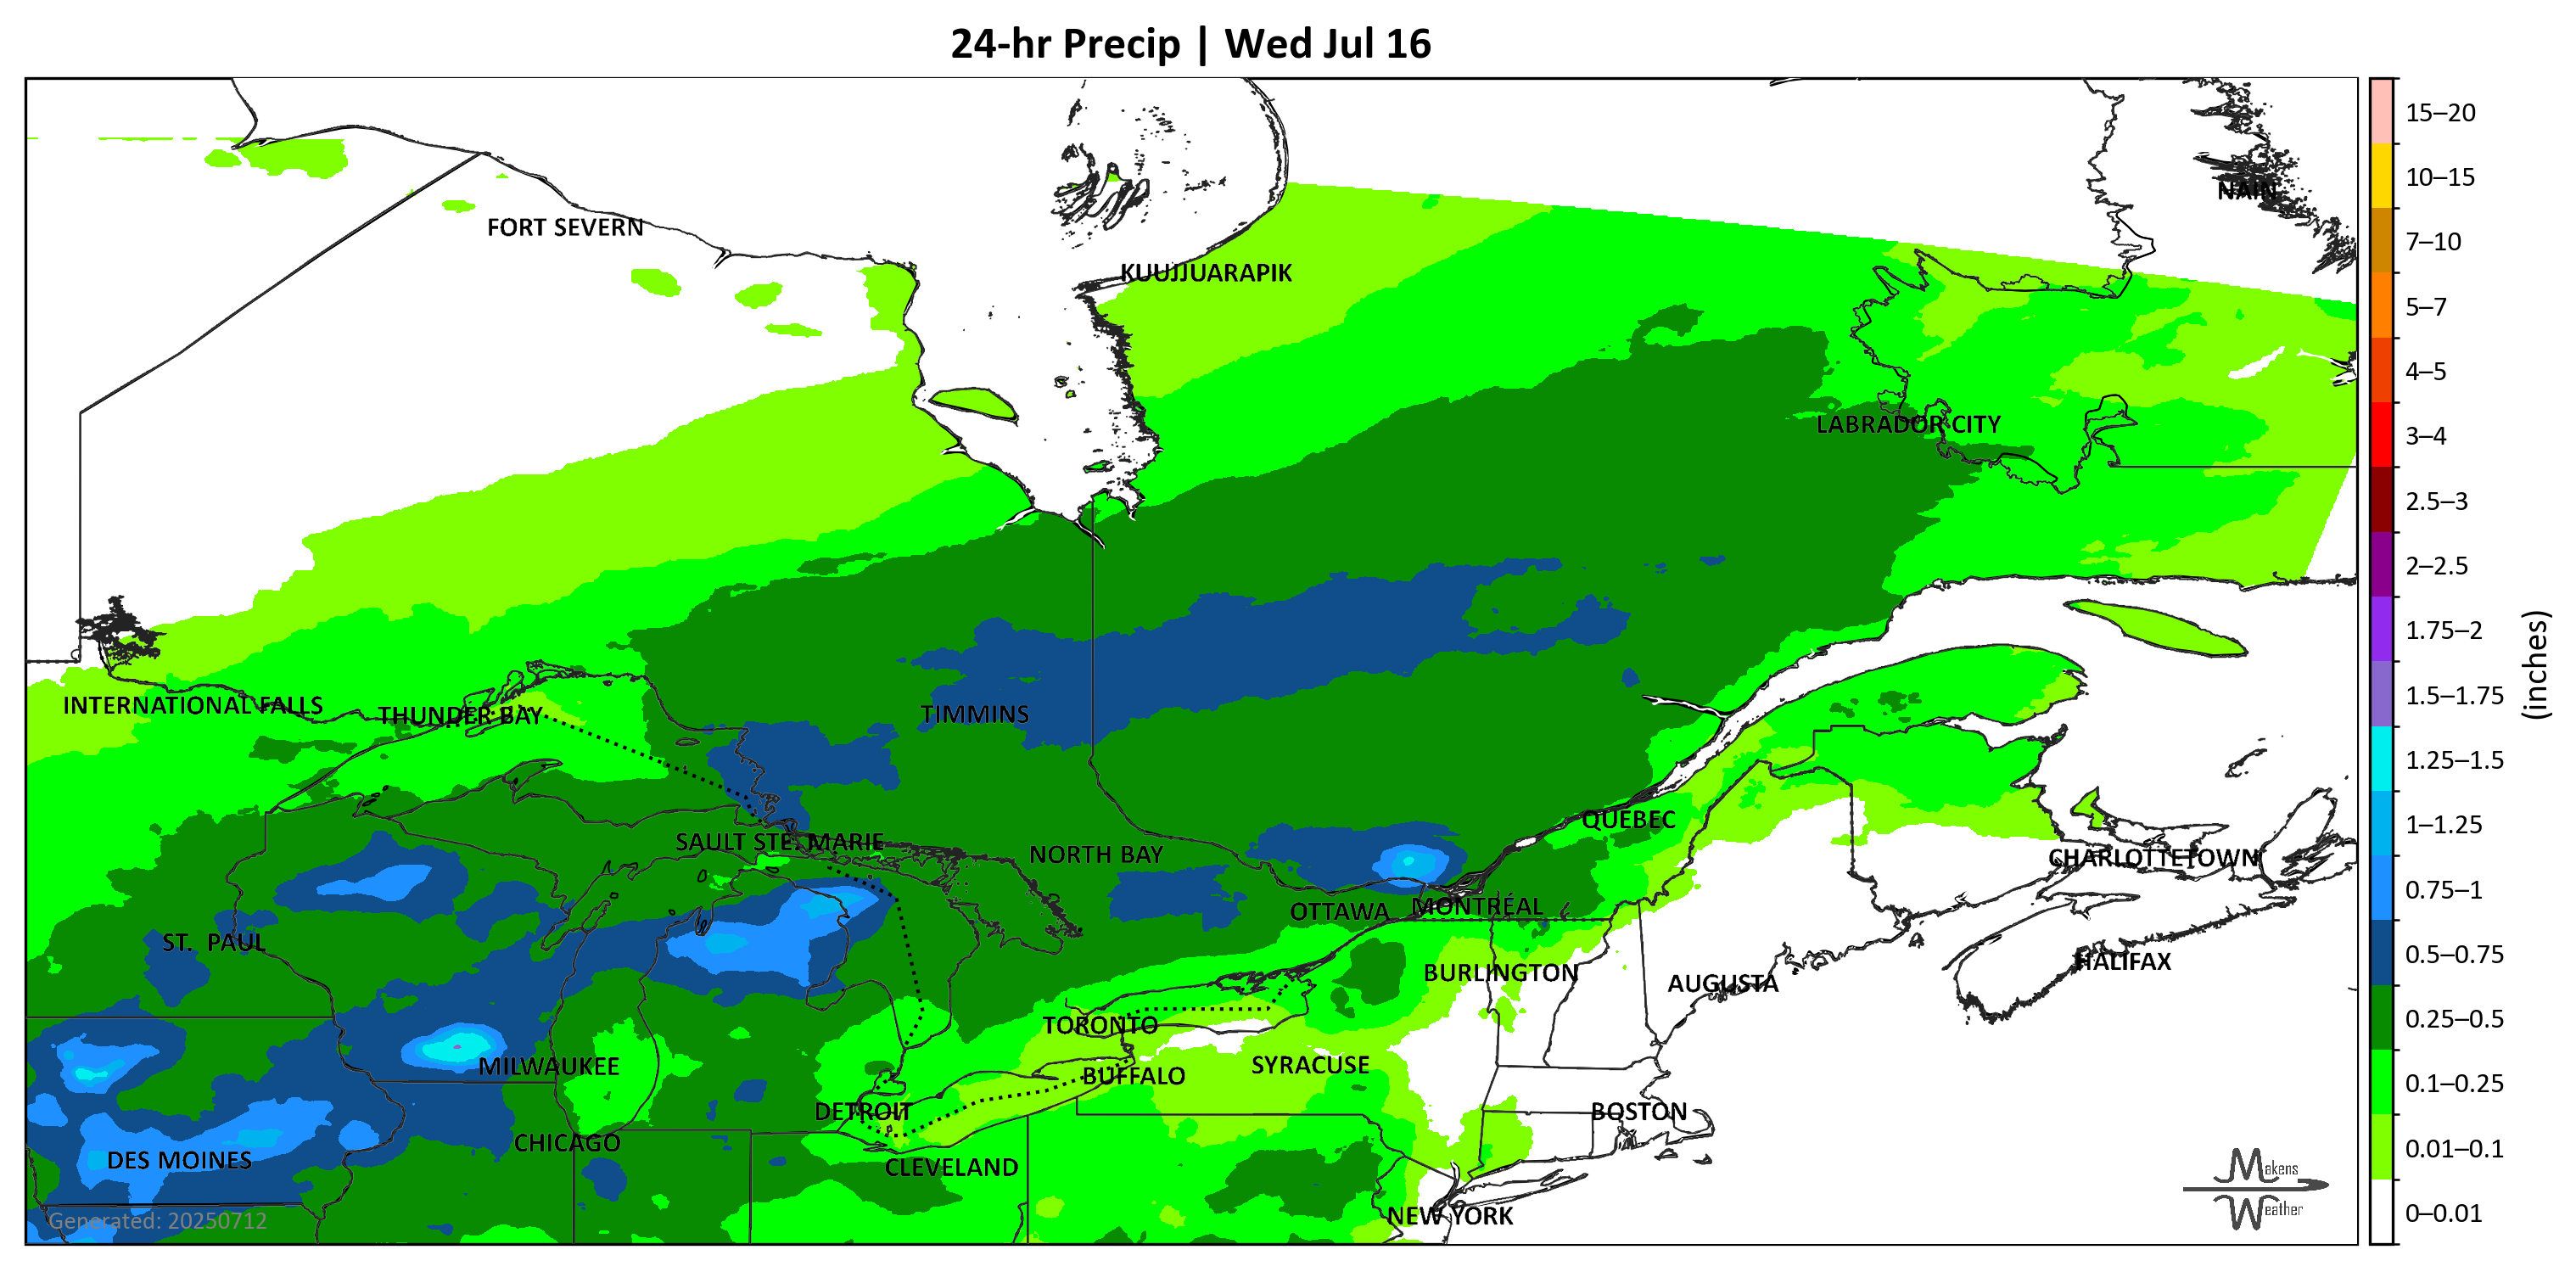 24-hr Precip | Wed Jul 16
NAIN
FORT SEVERN
KUUJJUARAPIK
LABRADOR CITY
INTERNATIONAL FALLS
THUNDER BAY
TIMMINS
QUEBEC
SAULT STE. MARIE
NORTH BAY
CHARLOTTETOWN
OTTAWA
MONTRÉAL
ST. PAUL
HALIFAX
BURLINGTON
AUGUSTA
TORONTO
MILWAUKEE
SYRACUSE
BUFFALO
DETROIT
BOSTON
CHICAGO
DES MOINES
CLEVELAND
NEW YORK
Generated: 20250712
Makens
Weather
15–20
10–15
7–10
5–7
4–5
3–4
2.5–3
2–2.5
1.75–2
1.5–1.75
1.25–1.5
1–1.25
0.75–1
0.5–0.75
0.25–0.5
0.1–0.25
0.01–0.1
0–0.01
(inches)